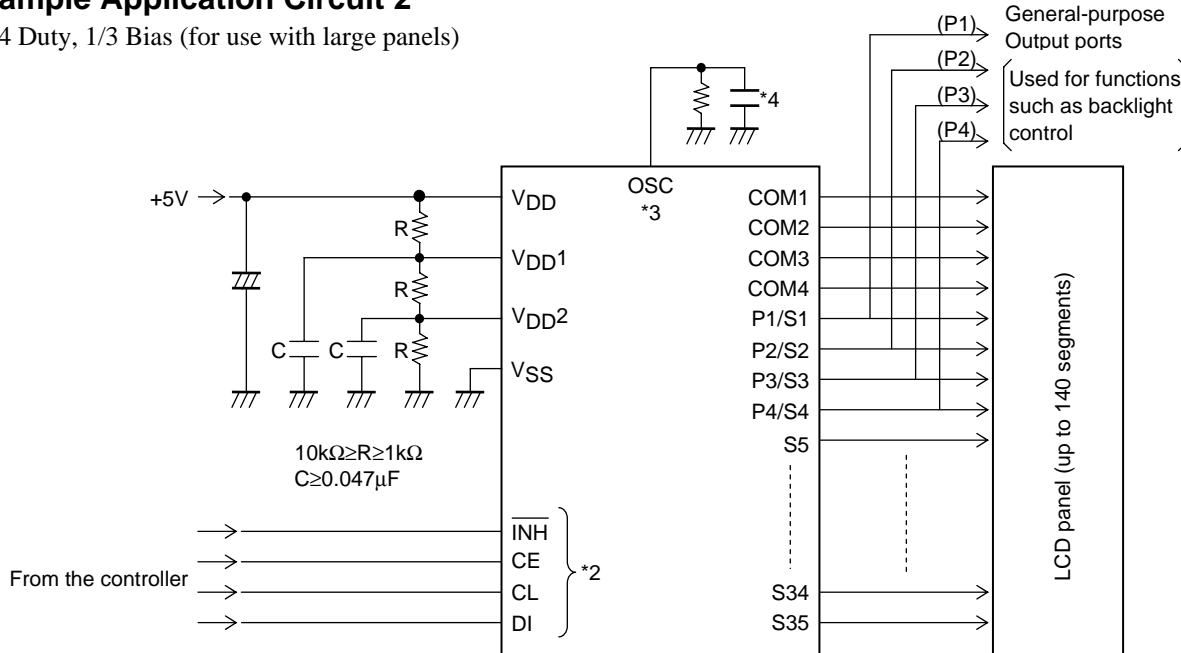 ample Application Circuit 2
4 Duty, 1/3 Bias (for use with large panels)
(P1)
General-purpose
Output ports
(P2)
(P3)
(P4)
Used for functions
such as backlight
control
*4
+5V
OSC
*3
VDD
VDD1
VDD2
VSS
R
R
R
C
C
10kΩ≥R≥1kΩ
C≥0.047μF
COM1
COM2
COM3
COM4
P1/S1
P2/S2
P3/S3
P4/S4
S5
S34
S35
LCD panel (up to 140 segments)
From the controller
INH
CE
CL
DI
*2